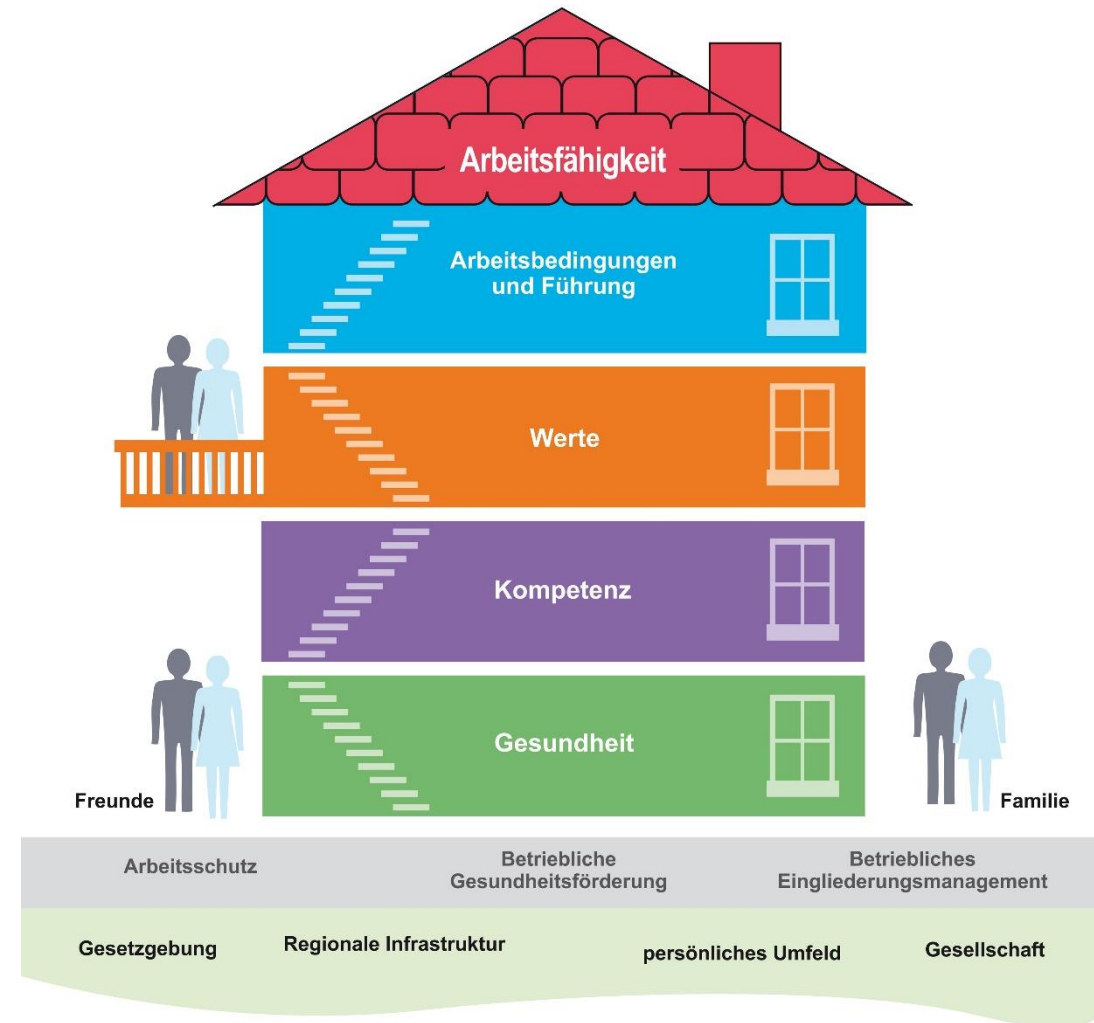 Arbeitsfähigkeit
Arbeitsbedingungen
und Führung
Werte
Kompetenz
Gesundheit
Freunde
Familie
Arbeitsschutz
Betriebliche
Gesundheitsförderung
Betriebliches
Eingliederungsmanagement
Gesetzgebung
Regionale Infrastruktur
persönliches Umfeld
Gesellschaft